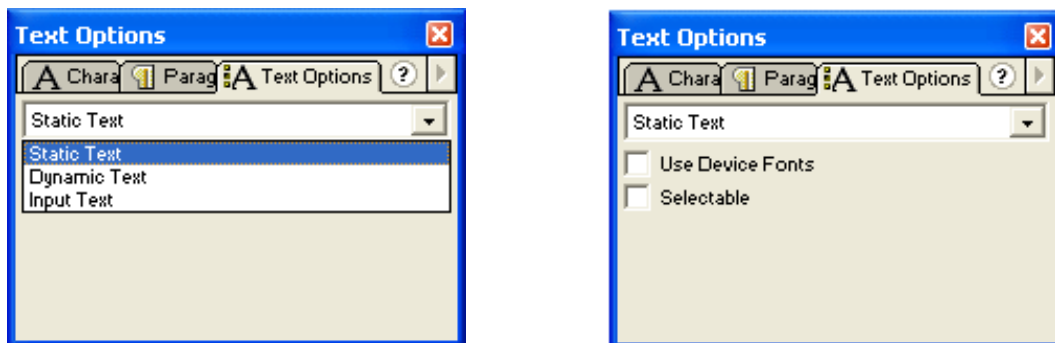 Text Options
A Chara ¶ Parag A Text Options ?
Static Text
Static Text
Dynamic Text
Input Text
Text Options
A Chara ¶ Parag A Text Options ?
Static Text
Use Device Fonts
Selectable